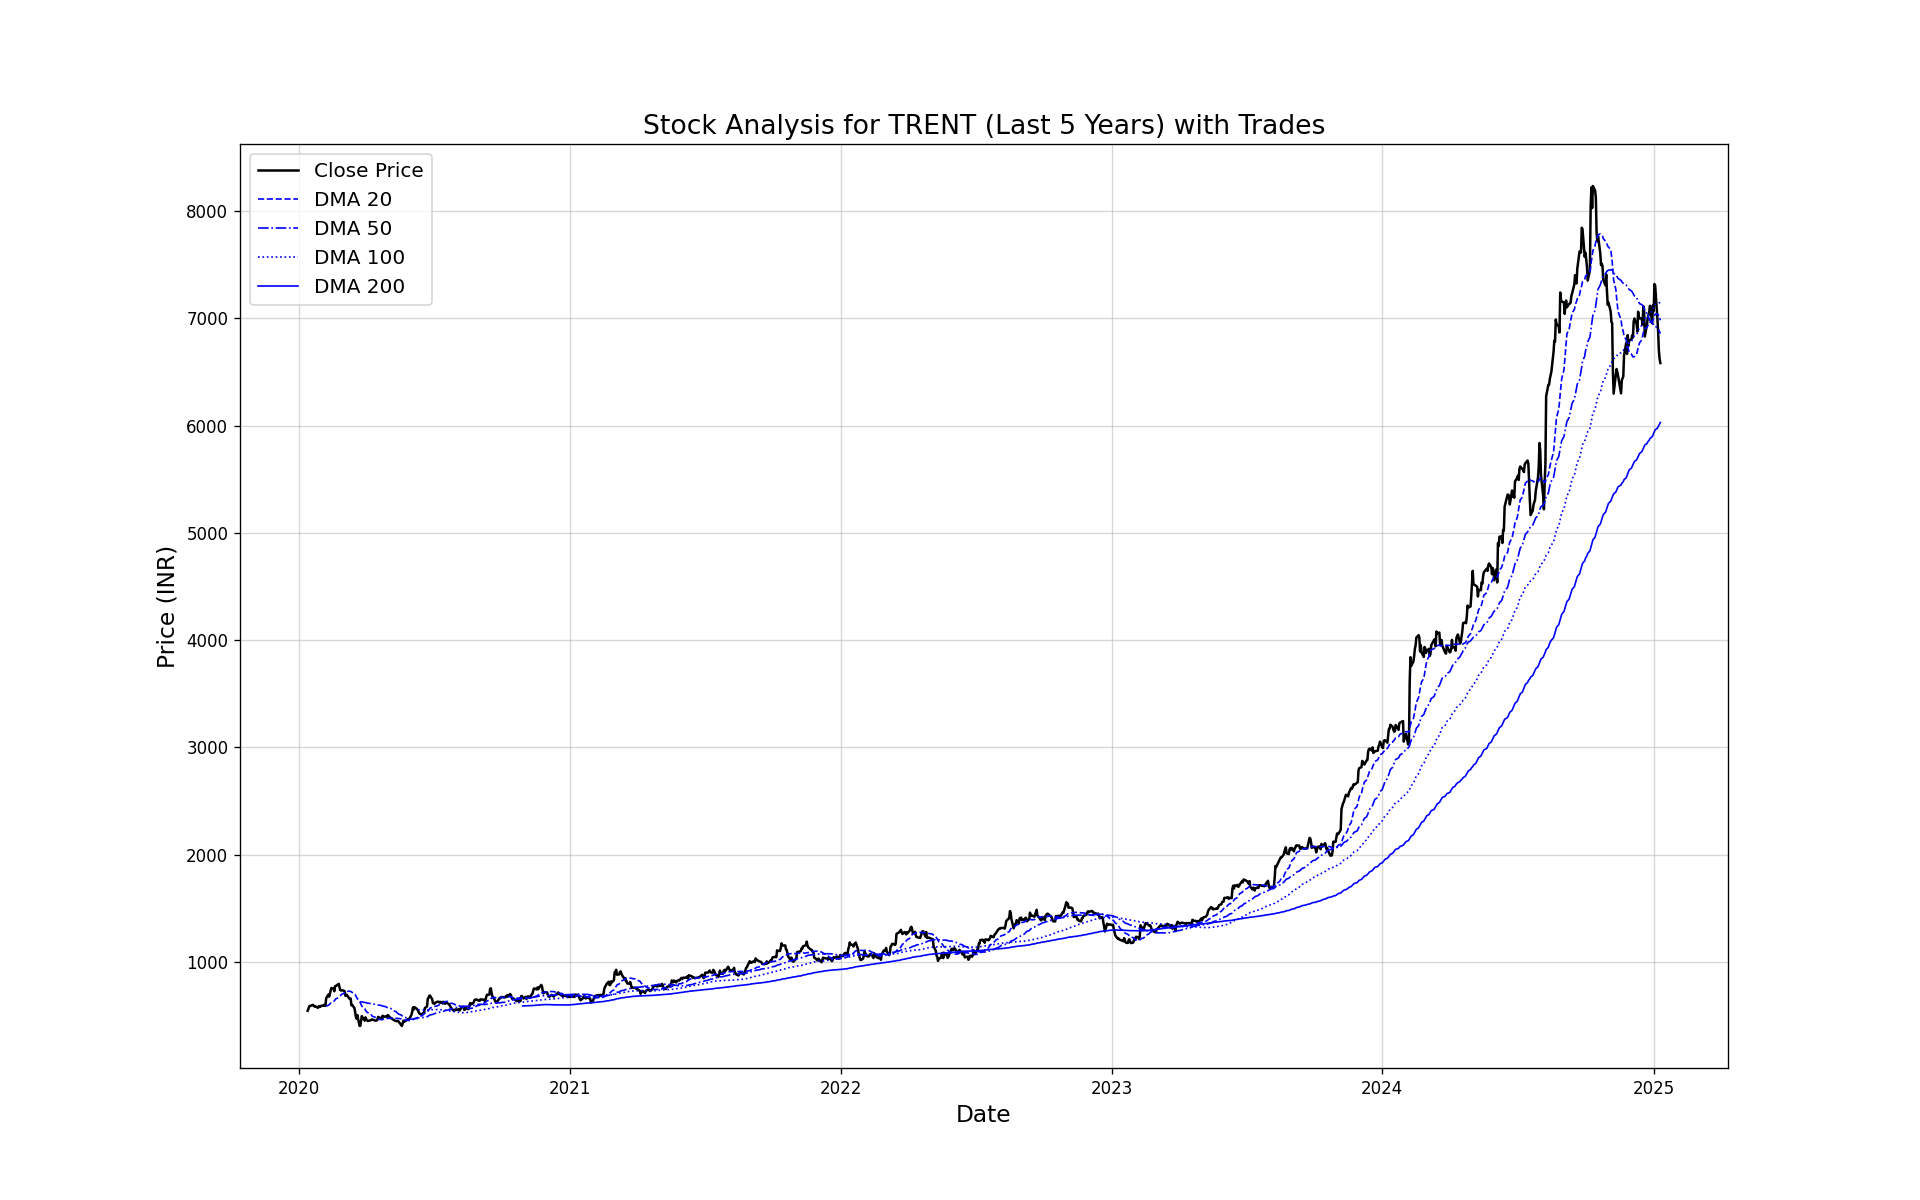 Stock Analysis for TRENT (Last 5 Years) with Trades
Close Price
DMA 20
DMA 50
DMA 100
DMA 200
8000
7000
6000
5000
4000
3000
2000
1000
Price (INR)
2020 2021 2022 2023 2024 2025
Date